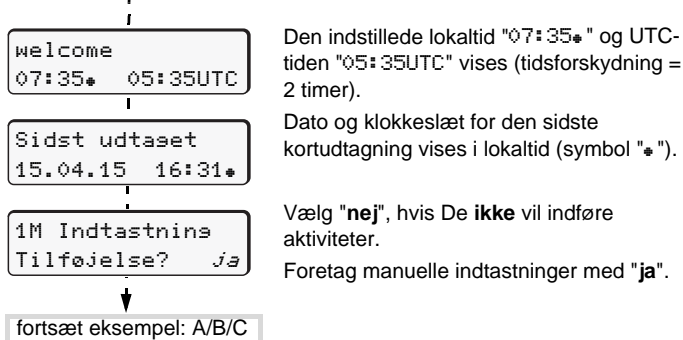 welcome
07:35• 05:35UTC
Den indstillede lokaltid "07:35•" og UTC-
tiden "05:35UTC" vises (tidsforskydning =
2 timer).
Sidst udtaget
15.04.15 16:31•
Dato og klokkeslæt for den sidste
kortudtagning vises i lokaltid (symbol "•").
1M Indtastning
Tilføjelse? ja
Vælg "nej", hvis De ikke vil indføre
aktiviteter.
Foretag manuelle indtastninger med "ja".
fortsæt eksempel: A/B/C